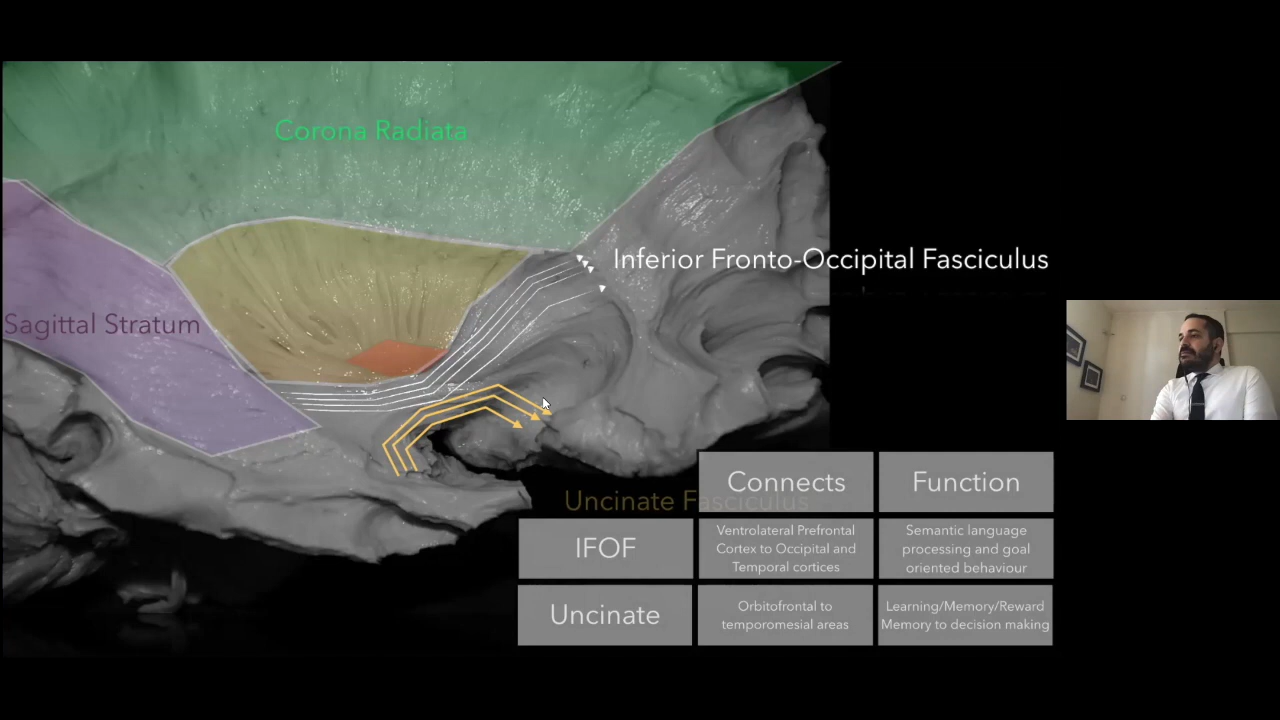 Corona Radiata
Inferior Fronto-Occipital Fasciculus
Sagittal Stratum
Uncinate Fasciculus
Connects
Function
IFOF
Ventrolateral Prefrontal
Cortex to Occipital and
Temporal cortices
Semantic language
processing and goal
oriented behaviour
Uncinate
Orbitofrontal to
temporomesial areas
Learning/Memory/Reward
Memory to decision making